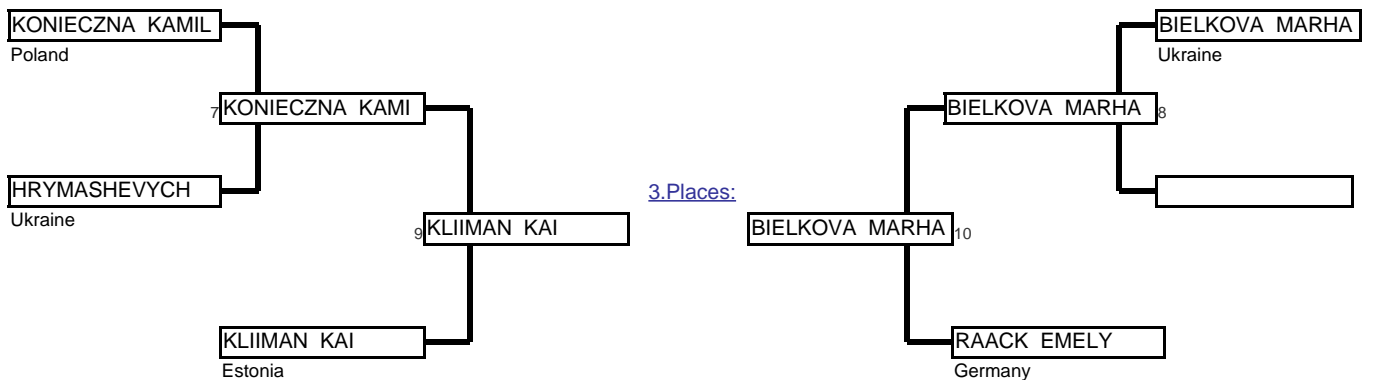 KONIECZNA KAMIL
Poland
7 KONIECZNA KAMI
HRYMASHEVYCH
Ukraine
9 KLIIMAN KAI
KLIIMAN KAI
Estonia
3.Places:
BIELKOVA MARHA
Ukraine
BIELKOVA MARHA 8
BIELKOVA MARHA 10
RAACK EMELY
Germany